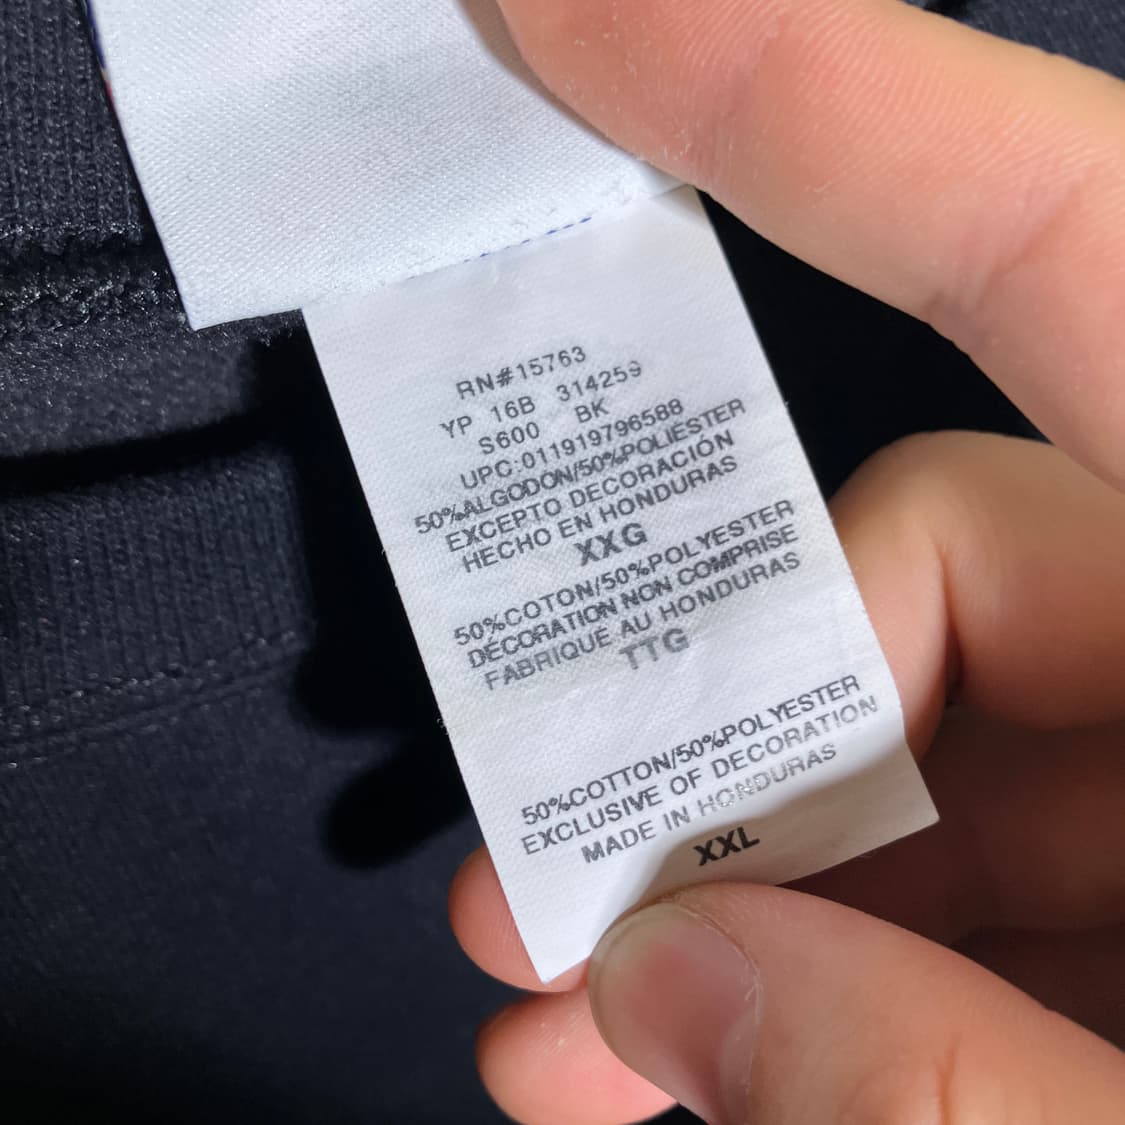 RN#15763
YP 16B 314259
S600 BK
UPC:011919796588
50%ALGODON/50%POLIÉSTER
EXCEPTO DECORACIÓN
HECHO EN HONDURAS
XXG
50%COTON/50%POLYESTER
DÉCORATION NON COMPRISE
FABRIQUÉ AU HONDURAS
TTG
50%COTTON/50%POLYESTER
EXCLUSIVE OF DECORATION
MADE IN HONDURAS
XXL